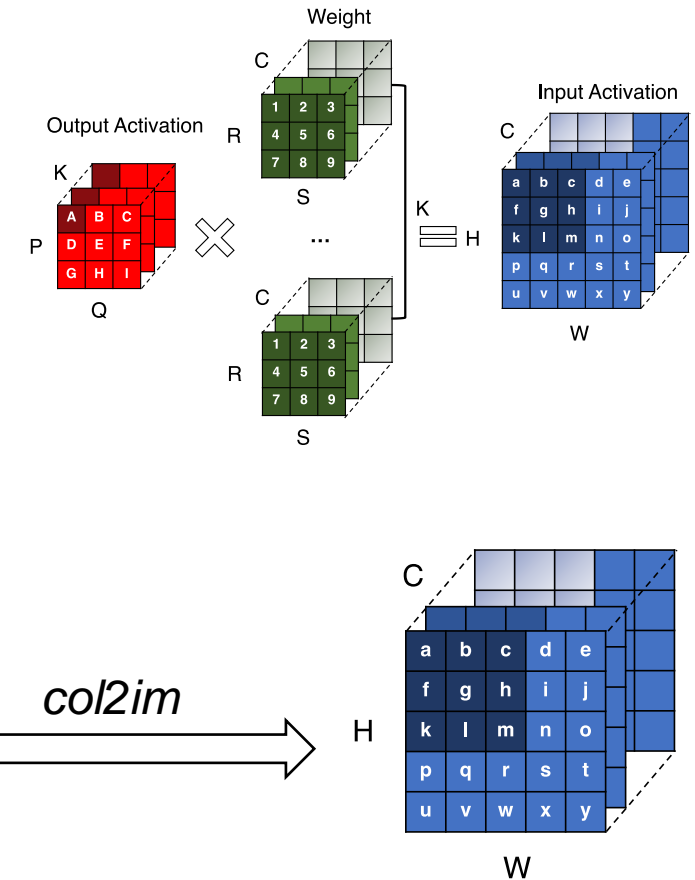 Weight
C
1 2 3
4 5 6
7 8 9
R
S
...
C
1 2 3
4 5 6
7 8 9
R
S
K
Output Activation
K
A B C
D E F
G H I
P
Q
Input Activation
C
a b c d e
f g h i j
k l m n o
p q r s t
u v w x y
H
W
col2im
C
a b c d e
f g h i j
k l m n o
p q r s t
u v w x y
H
W